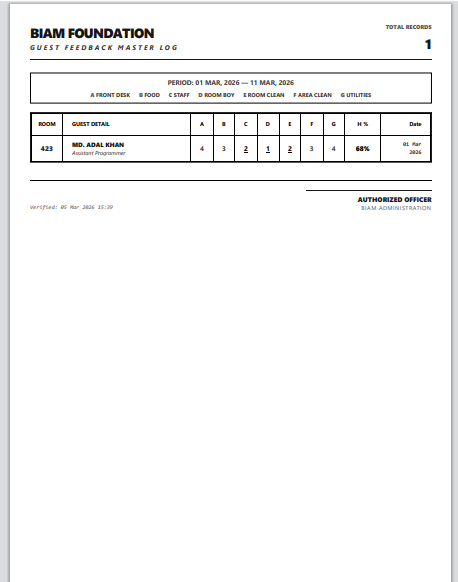 BIAM FOUNDATION
GUEST FEEDBACK MASTER LOG
TOTAL RECORDS
1
PERIOD: 01 MAR, 2026 — 11 MAR, 2026
A FRONT DESK B FOOD C STAFF D ROOM BOY E ROOM CLEAN F AREA CLEAN G UTILITIES
ROOM GUEST DETAIL A B C D E F G H % Date
423 MD. ADAL KHAN 4 3 2 1 2 3 4 68% 01 Mar
Assistant Programmer 2026
AUTHORIZED OFFICER
Verified: 05 Mar 2026 15:39 BIAM ADMINISTRATION